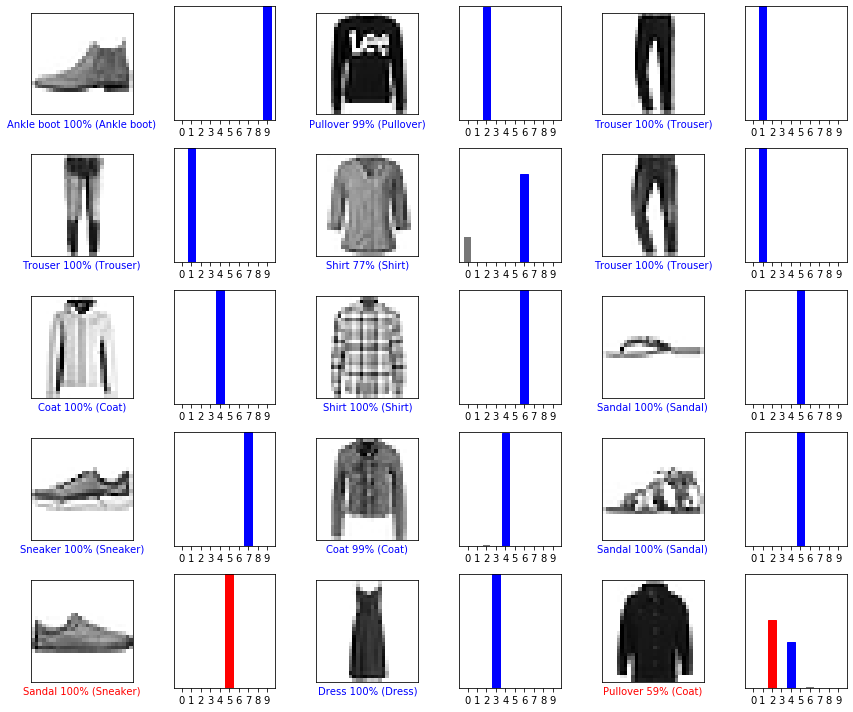 0 1 2 3 4 5 6 7 8 9
Ankle boot 100% (Ankle boot)
Lee
0 1 2 3 4 5 6 7 8 9
Pullover 99% (Pullover)
0 1 2 3 4 5 6 7 8 9
Trouser 100% (Trouser)
0 1 2 3 4 5 6 7 8 9
Trouser 100% (Trouser)
0 1 2 3 4 5 6 7 8 9
Shirt 77% (Shirt)
0 1 2 3 4 5 6 7 8 9
Trouser 100% (Trouser)
0 1 2 3 4 5 6 7 8 9
Coat 100% (Coat)
0 1 2 3 4 5 6 7 8 9
Shirt 100% (Shirt)
0 1 2 3 4 5 6 7 8 9
Sandal 100% (Sandal)
0 1 2 3 4 5 6 7 8 9
Sneaker 100% (Sneaker)
0 1 2 3 4 5 6 7 8 9
Coat 99% (Coat)
0 1 2 3 4 5 6 7 8 9
Sandal 100% (Sandal)
0 1 2 3 4 5 6 7 8 9
Sandal 100% (Sneaker)
0 1 2 3 4 5 6 7 8 9
Dress 100% (Dress)
0 1 2 3 4 5 6 7 8 9
Pullover 59% (Coat)